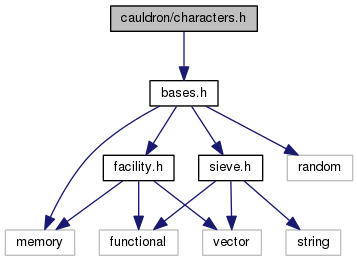 cauldron/characters.h
bases.h
facility.h
sieve.h
random
memory
functional
vector
string